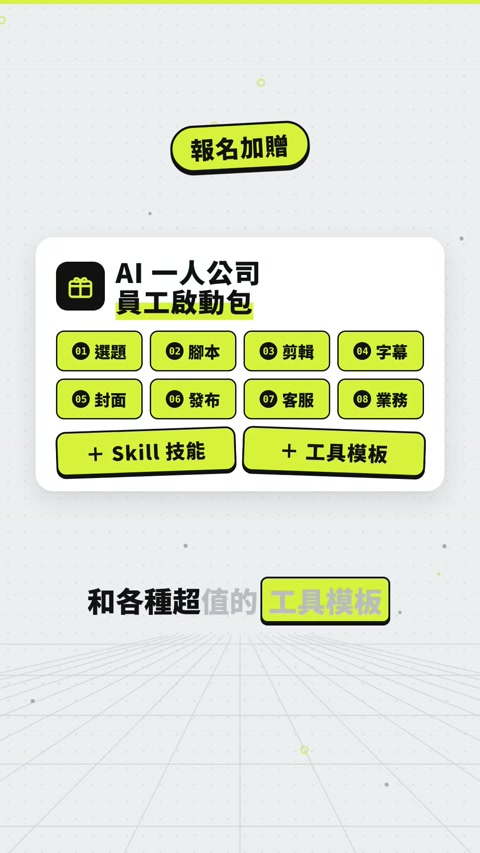 報名加贈
AI 一人公司
員工啟動包
01 選題 02 腳本 03 剪輯 04 字幕
05 封面 06 發布 07 客服 08 業務
+ Skill 技能 + 工具模板
和各種超值的 工具模板